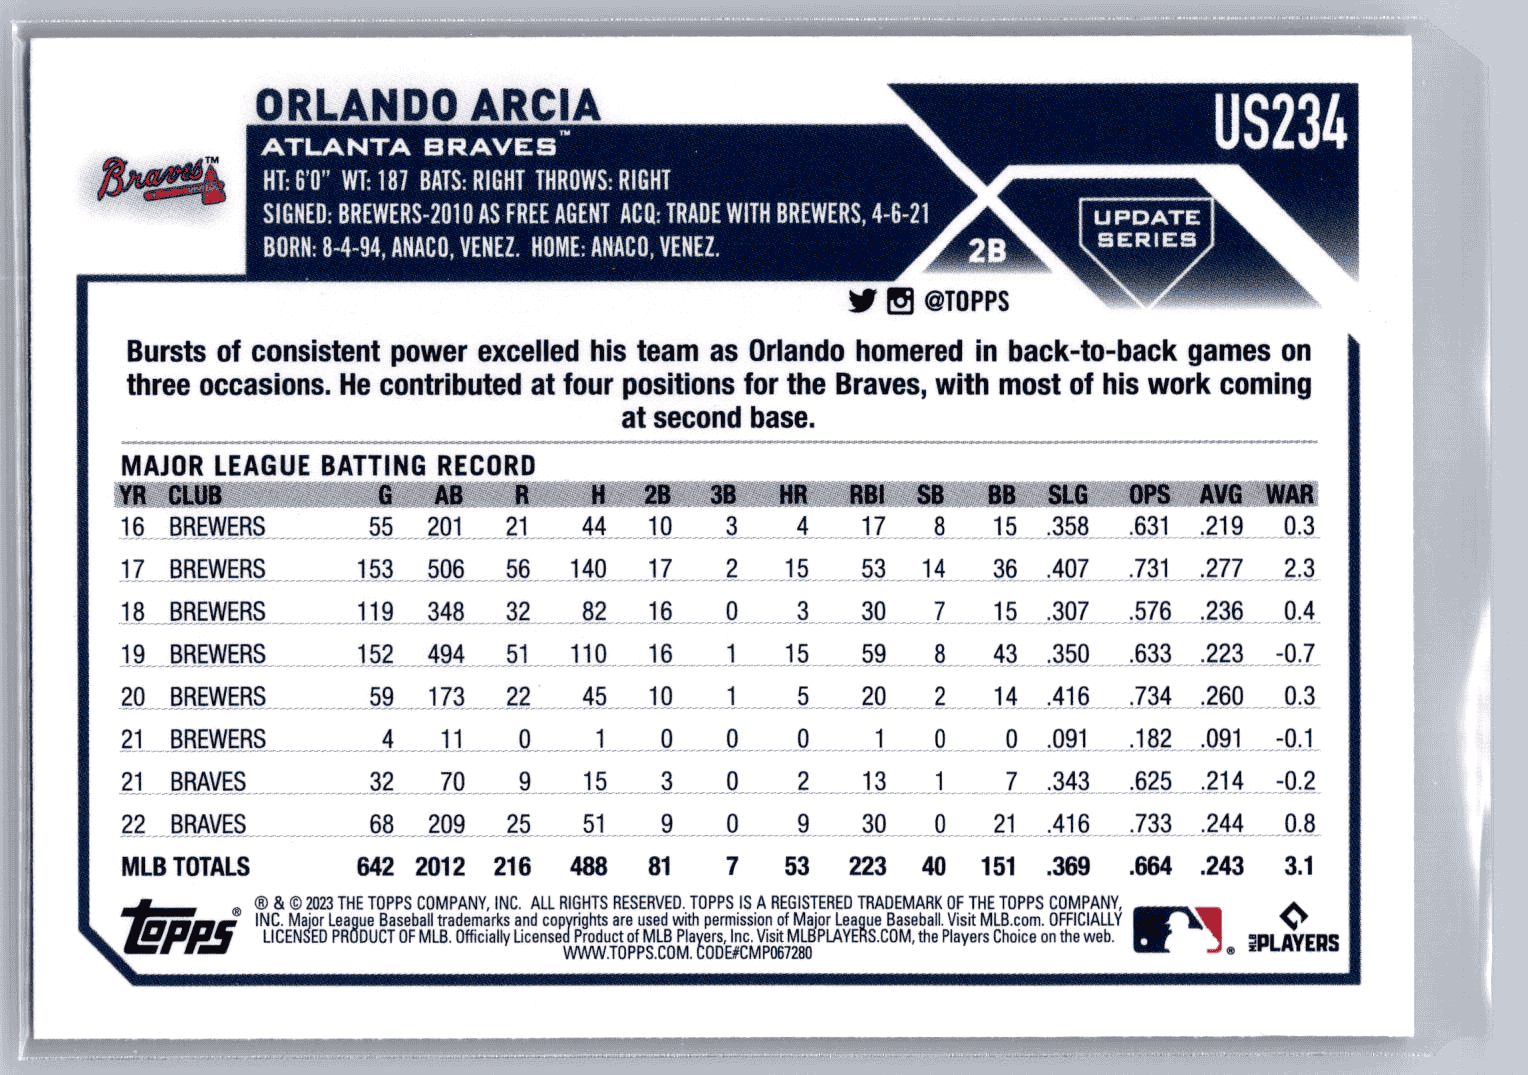 ORLANDO ARCIA
US234
Braves™
ATLANTA BRAVES™
HT: 6'0" WT: 187 BATS: RIGHT THROWS: RIGHT
SIGNED: BREWERS-2010 AS FREE AGENT ACQ: TRADE WITH BREWERS, 4-6-21
BORN: 8-4-94, ANACO, VENEZ. HOME: ANACO, VENEZ.
2B
UPDATE
SERIES
@TOPPS
Bursts of consistent power excelled his team as Orlando homered in back-to-back games on
three occasions. He contributed at four positions for the Braves, with most of his work coming
at second base.
MAJOR LEAGUE BATTING RECORD
YR CLUB G AB R H 2B 3B HR RBI SB BB SLG OPS AVG WAR
16 BREWERS 55 201 21 44 10 3 4 17 8 15 .358 .631 .219 0.3
17 BREWERS 153 506 56 140 17 2 15 53 14 36 .407 .731 .277 2.3
18 BREWERS 119 348 32 82 16 0 3 30 7 15 .307 .576 .236 0.4
19 BREWERS 152 494 51 110 16 1 15 59 8 43 .350 .633 .223 -0.7
20 BREWERS 59 173 22 45 10 1 5 20 2 14 .416 .734 .260 0.3
21 BREWERS 4 11 0 1 0 0 0 1 0 0 .091 .182 .091 -0.1
21 BRAVES 32 70 9 15 3 0 2 13 1 7 .343 .625 .214 -0.2
22 BRAVES 68 209 25 51 9 0 9 30 0 21 .416 .733 .244 0.8
MLB TOTALS 642 2012 216 488 81 7 53 223 40 151 .369 .664 .243 3.1
Topps®
® & © 2023 THE TOPPS COMPANY, INC. ALL RIGHTS RESERVED. TOPPS IS A REGISTERED TRADEMARK OF THE TOPPS COMPANY,
INC. Major League Baseball trademarks and copyrights are used with permission of Major League Baseball. Visit MLB.com. OFFICIALLY
LICENSED PRODUCT OF MLB. Officially Licensed Product of MLB Players, Inc. Visit MLBPLAYERS.COM, the Players Choice on the web.
WWW.TOPPS.COM. CODE#CMP067280
®
MLB PLAYERS